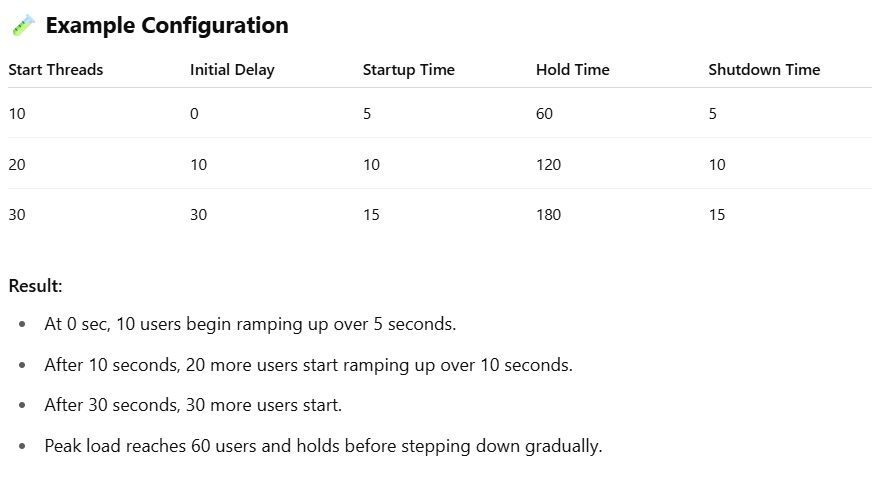 Example Configuration
Start Threads Initial Delay Startup Time Hold Time Shutdown Time
10 0 5 60 5
20 10 10 120 10
30 30 15 180 15
Result:
At 0 sec, 10 users begin ramping up over 5 seconds.
After 10 seconds, 20 more users start ramping up over 10 seconds.
After 30 seconds, 30 more users start.
Peak load reaches 60 users and holds before stepping down gradually.